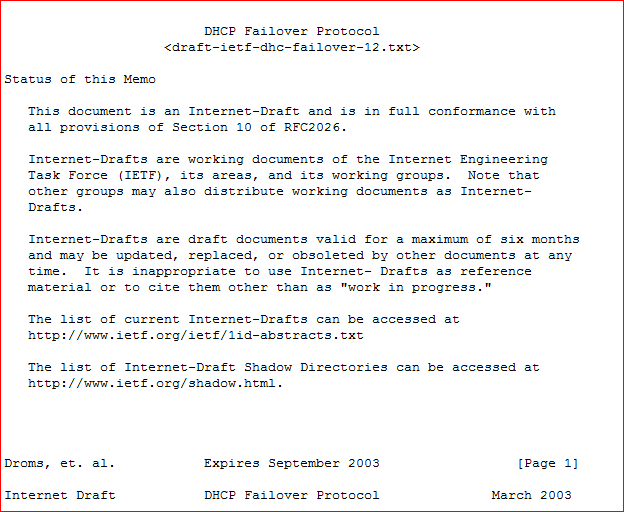 DHCP Failover Protocol
<draft-ietf-dhc-failover-12.txt>
Status of this Memo
This document is an Internet-Draft and is in full conformance with
all provisions of Section 10 of RFC2026.
Internet-Drafts are working documents of the Internet Engineering
Task Force (IETF), its areas, and its working groups.  Note that
other groups may also distribute working documents as Internet-
Drafts.
Internet-Drafts are draft documents valid for a maximum of six months
and may be updated, replaced, or obsoleted by other documents at any
time.  It is inappropriate to use Internet- Drafts as reference
material or to cite them other than as "work in progress."
The list of current Internet-Drafts can be accessed at
http://www.ietf.org/ietf/1id-abstracts.txt
The list of Internet-Draft Shadow Directories can be accessed at
http://www.ietf.org/shadow.html.
Droms, et. al.           Expires September 2003                 [Page 1]
Internet Draft           DHCP Failover Protocol              March 2003